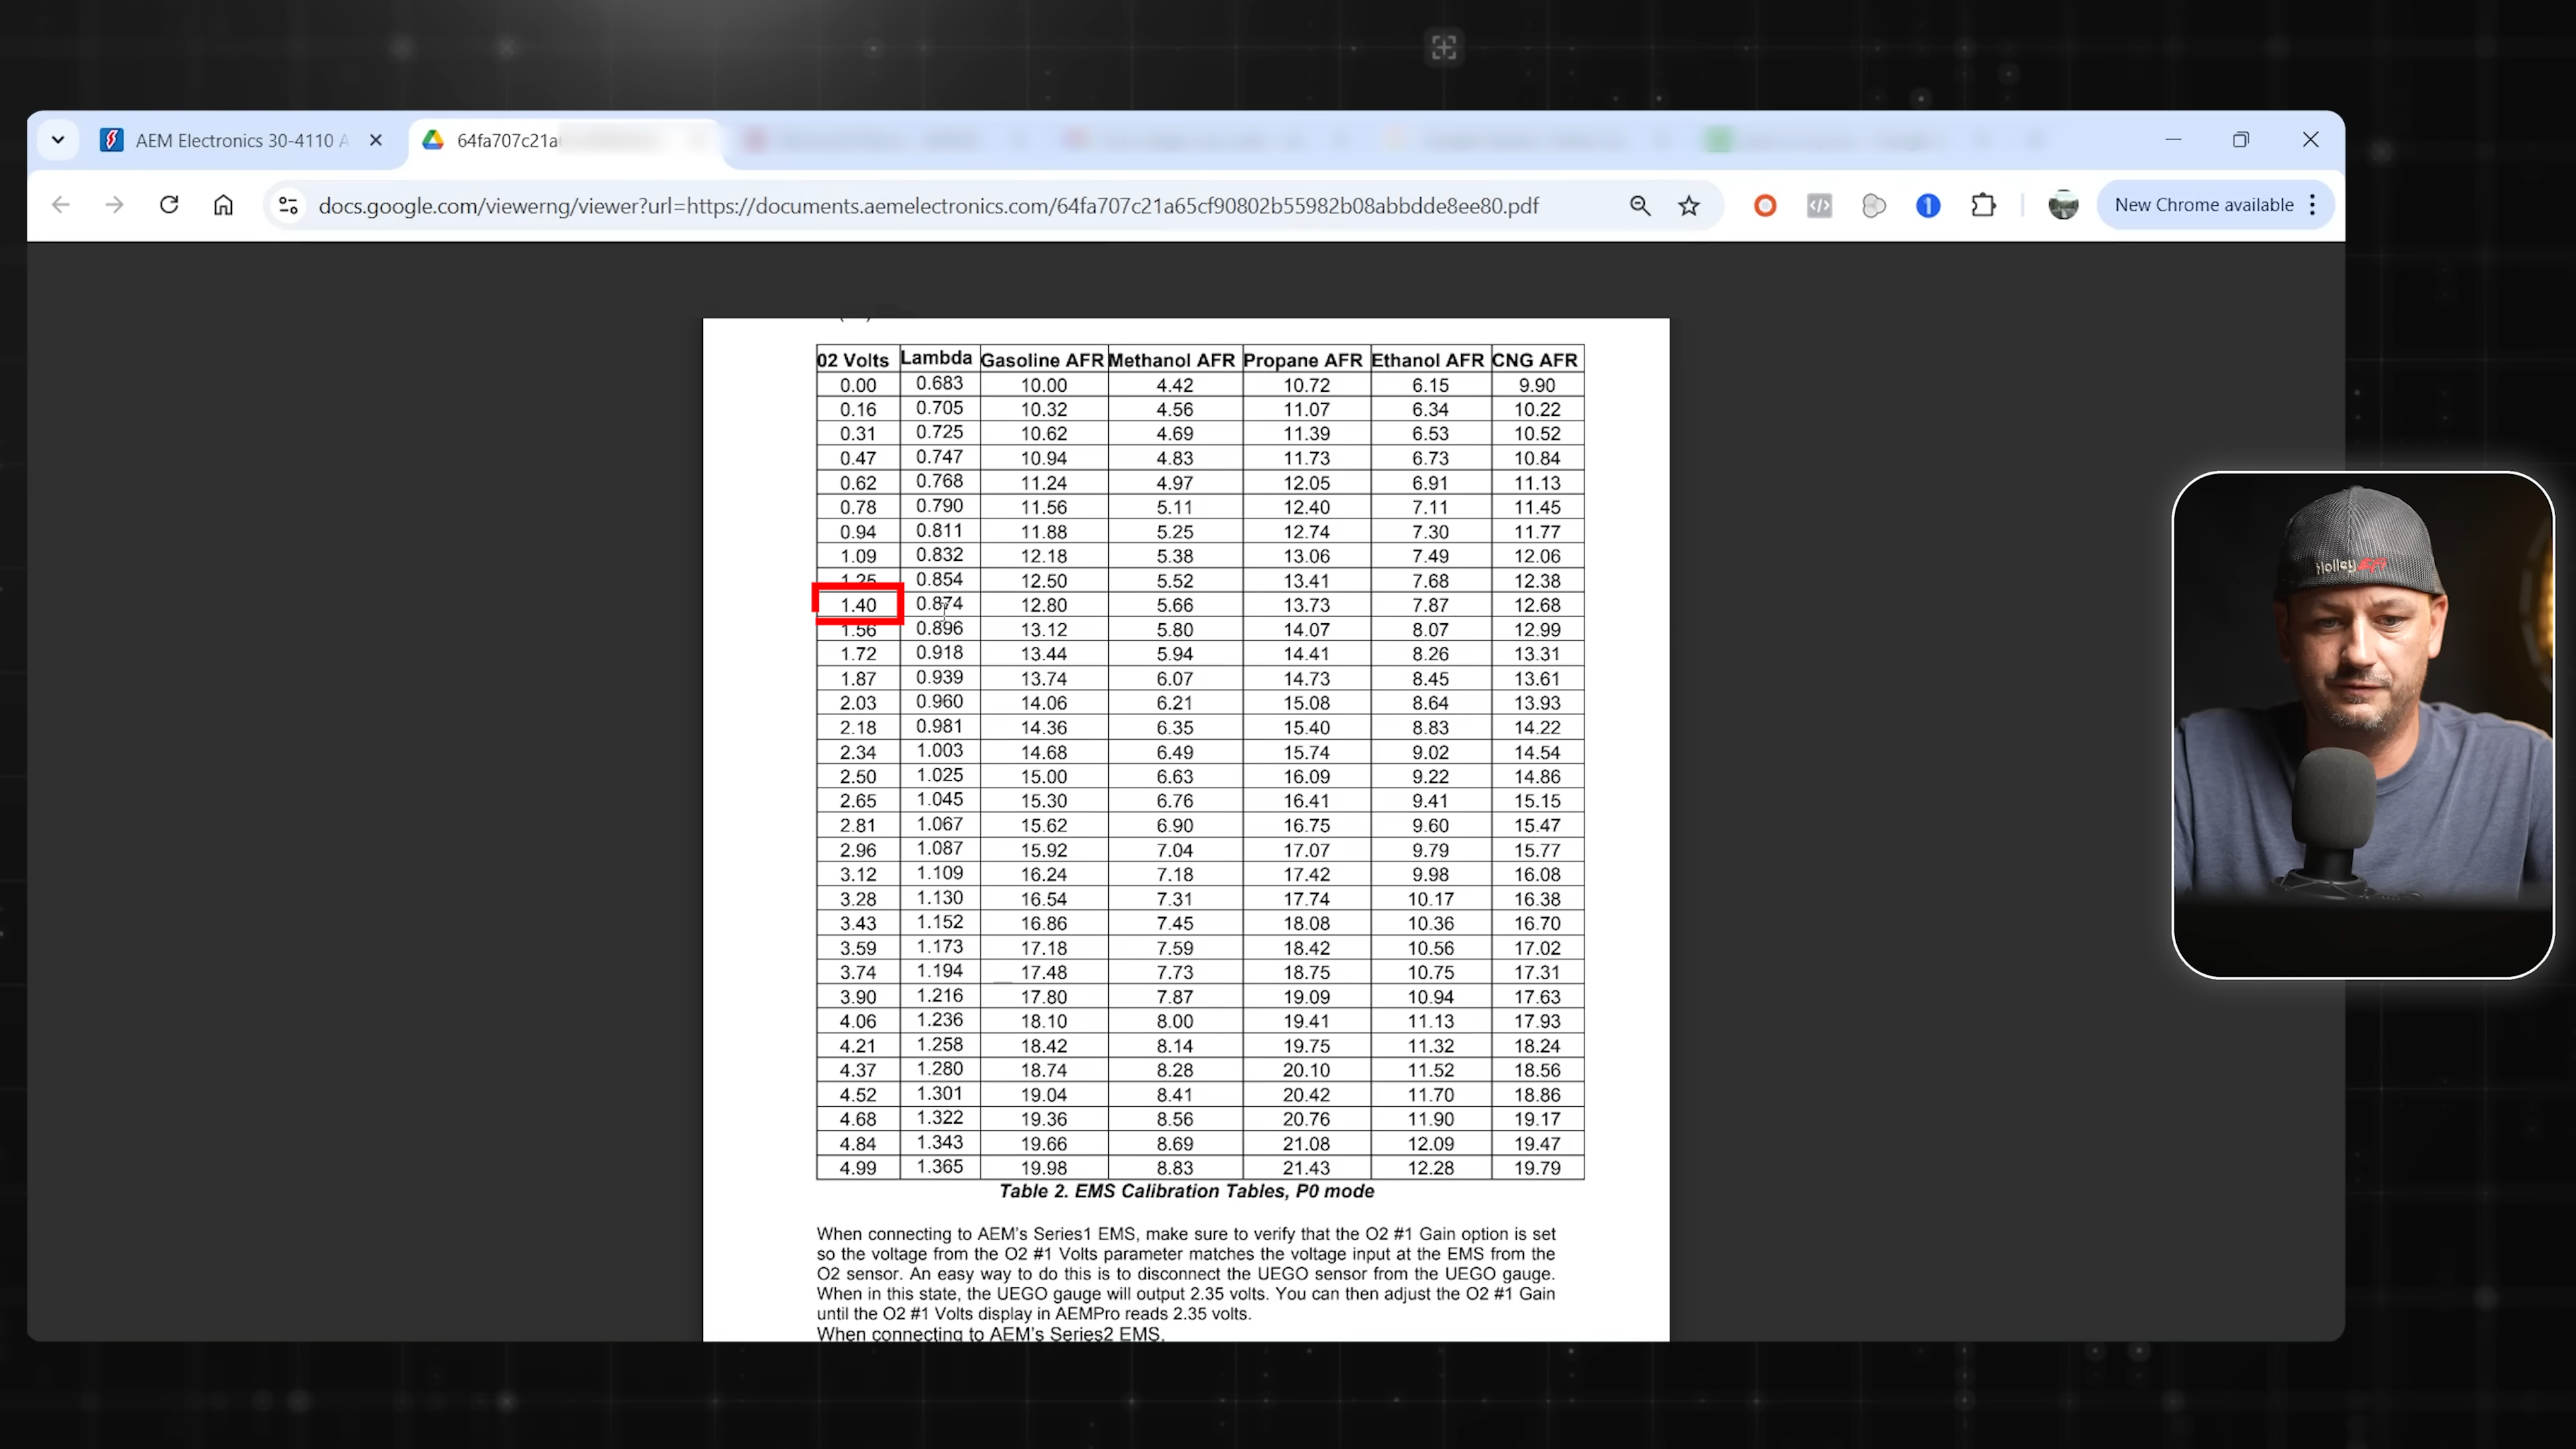 AEM Electronics 30-4110 A
64fa707c21a
docs.google.com/viewerng/viewer?url=https://documents.aemelectronics.com/64fa707c21a65cf90802b55982b08abbdde8ee80.pdf
New Chrome available
02 Volts Lambda Gasoline AFR Methanol AFR Propane AFR Ethanol AFR CNG AFR
0.00 0.683 10.00 4.42 10.72 6.15 9.90
0.16 0.705 10.32 4.56 11.07 6.34 10.22
0.31 0.725 10.62 4.69 11.39 6.53 10.52
0.47 0.747 10.94 4.83 11.73 6.73 10.84
0.62 0.768 11.24 4.97 12.05 6.91 11.13
0.78 0.790 11.56 5.11 12.40 7.11 11.45
0.94 0.811 11.88 5.25 12.74 7.30 11.77
1.09 0.832 12.18 5.38 13.06 7.49 12.06
1.25 0.854 12.50 5.52 13.41 7.68 12.38
1.40 0.874 12.80 5.66 13.73 7.87 12.68
1.56 0.896 13.12 5.80 14.07 8.07 12.99
1.72 0.918 13.44 5.94 14.41 8.26 13.31
1.87 0.939 13.74 6.07 14.73 8.45 13.61
2.03 0.960 14.06 6.21 15.08 8.64 13.93
2.18 0.981 14.36 6.35 15.40 8.83 14.22
2.34 1.003 14.68 6.49 15.74 9.02 14.54
2.50 1.025 15.00 6.63 16.09 9.22 14.86
2.65 1.045 15.30 6.76 16.41 9.41 15.15
2.81 1.067 15.62 6.90 16.75 9.60 15.47
2.96 1.087 15.92 7.04 17.07 9.79 15.77
3.12 1.109 16.24 7.18 17.42 9.98 16.08
3.28 1.130 16.54 7.31 17.74 10.17 16.38
3.43 1.152 16.86 7.45 18.08 10.36 16.70
3.59 1.173 17.18 7.59 18.42 10.56 17.02
3.74 1.194 17.48 7.73 18.75 10.75 17.31
3.90 1.216 17.80 7.87 19.09 10.94 17.63
4.06 1.236 18.10 8.00 19.41 11.13 17.93
4.21 1.258 18.42 8.14 19.75 11.32 18.24
4.37 1.280 18.74 8.28 20.10 11.52 18.56
4.52 1.301 19.04 8.41 20.42 11.70 18.86
4.68 1.322 19.36 8.56 20.76 11.90 19.17
4.84 1.343 19.66 8.69 21.08 12.09 19.47
4.99 1.365 19.98 8.83 21.43 12.28 19.79
Table 2. EMS Calibration Tables, P0 mode
When connecting to AEM's Series1 EMS, make sure to verify that the O2 #1 Gain option is set
so the voltage from the O2 #1 Volts parameter matches the voltage input at the EMS from the
O2 sensor. An easy way to do this is to disconnect the UEGO sensor from the UEGO gauge.
When in this state, the UEGO gauge will output 2.35 volts. You can then adjust the O2 #1 Gain
until the O2 #1 Volts display in AEMPro reads 2.35 volts.
When connecting to AEM's Series2 EMS,
Holley EFI